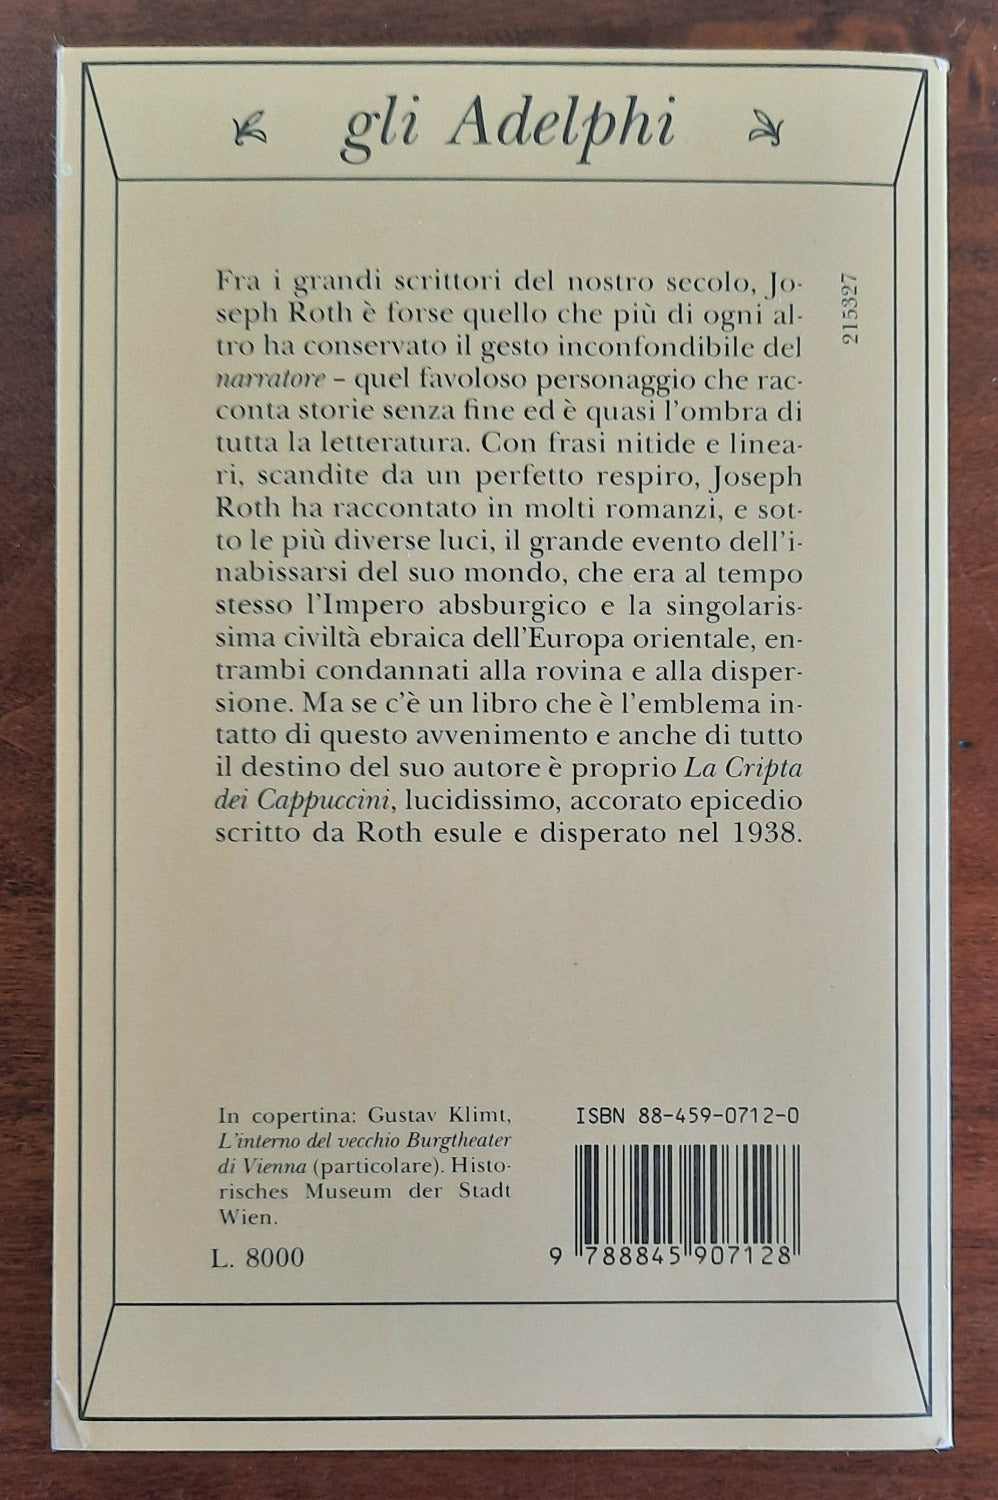 gli Adelphi
Fra i grandi scrittori del nostro secolo, Jo-
seph Roth è forse quello che più di ogni al-
tro ha conservato il gesto inconfondibile del
narratore – quel favoloso personaggio che rac-
conta storie senza fine ed è quasi l'ombra di
tutta la letteratura. Con frasi nitide e linea-
ri, scandite da un perfetto respiro, Joseph
Roth ha raccontato in molti romanzi, e sot-
to le più diverse luci, il grande evento dell'i-
nabissarsi del suo mondo, che era al tempo
stesso l'Impero absburgico e la singolaris-
sima civiltà ebraica dell'Europa orientale, en-
trambi condannati alla rovina e alla disper-
sione. Ma se c'è un libro che è l'emblema in-
tatto di questo avvenimento e anche di tutto
il destino del suo autore è proprio La Cripta
dei Cappuccini, lucidissimo, accorato epicedio
scritto da Roth esule e disperato nel 1938.
215327
In copertina: Gustav Klimt,
L'interno del vecchio Burgtheater
di Vienna (particolare). Histo-
risches Museum der Stadt
Wien.
L. 8000
ISBN 88-459-0712-0
9 788845 907128